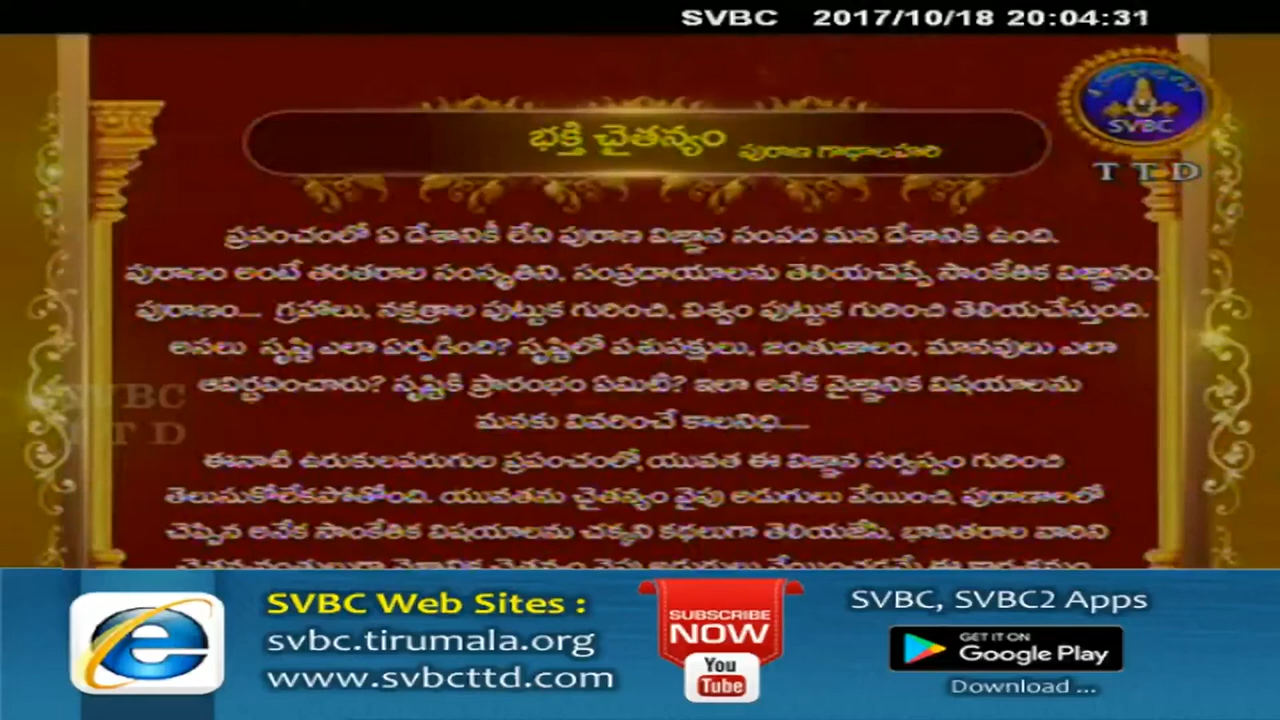 SVBC 2017/10/18 20:04:31
SVBC
T T D
భక్తి చైతన్యం పురాణ గాథాలహరి
ప్రపంచంలో ఏ దేశానికీ లేని పురాణ విజ్ఞాన సంపద మన దేశానికి ఉంది.
పురాణం అంటే తరతరాల సంస్కృతిని, సంప్రదాయాలను తెలియచెప్పే సాంకేతిక విజ్ఞానం.
పురాణం.... గ్రహాలు, నక్షత్రాల పుట్టుక గురించి, విశ్వం పుట్టుక గురించి తెలియచేస్తుంది.
అసలు సృష్టి ఎలా ఏర్పడింది? సృష్టిలో పశుపక్షులు, జంతుజాలం, మానవులు ఎలా
ఆవిర్భవించారు? సృష్టికి ప్రారంభం ఏమిటి? ఇలా అనేక వైజ్ఞానిక విషయాలను
మనకు వివరించే కాలనిధి.....
SVBC
T T D
ఈనాటి ఉరుకులపరుగుల ప్రపంచంలో, యువత ఈ విజ్ఞాన సర్వస్వం గురించి
తెలుసుకోలేకపోతోంది. యువతను చైతన్యం వైపు అడుగులు వేయించి, పురాణాలలో
చెప్పిన అనేక సాంకేతిక విషయాలను చక్కని కథలుగా తెలియజేసి, భావితరాల వారిని
SVBC Web Sites :
svbc.tirumala.org
www.svbcttd.com
SUBSCRIBE
NOW
You
Tube
SVBC, SVBC2 Apps
GET IT ON
Google Play
Download ...